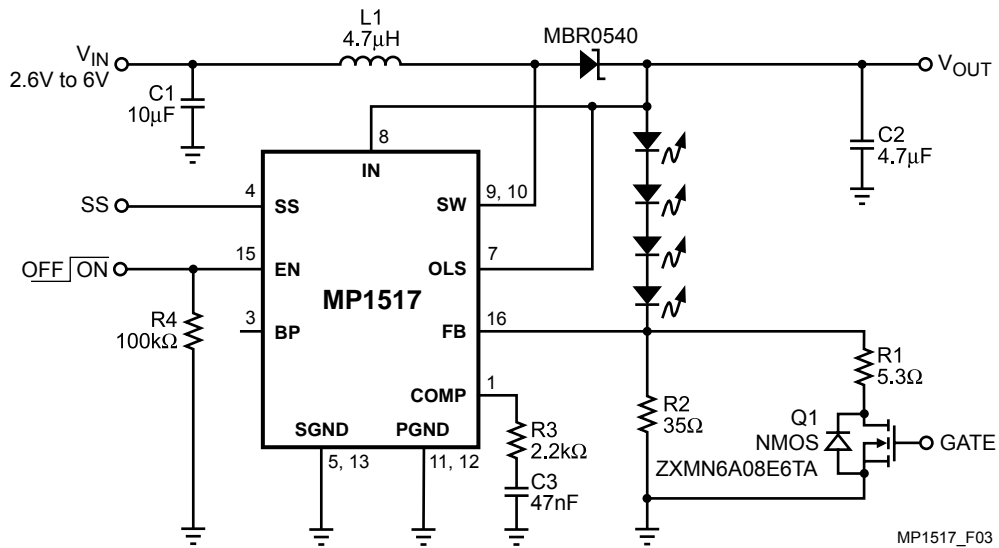 L1
4.7μH
MBR0540
VIN
2.6V to 6V
VOUT
C1
10μF
8
C2
4.7μF
IN
4
9, 10
SS
SS
SW
15
7
OFF ON
EN
OLS
MP1517
3
16
R4
100kΩ
BP
FB
R1
5.3Ω
1
COMP
R2
35Ω
Q1
NMOS
ZXMN6A08E6TA
GATE
R3
2.2kΩ
SGND
PGND
5, 13
11, 12
C3
47nF
MP1517_F03